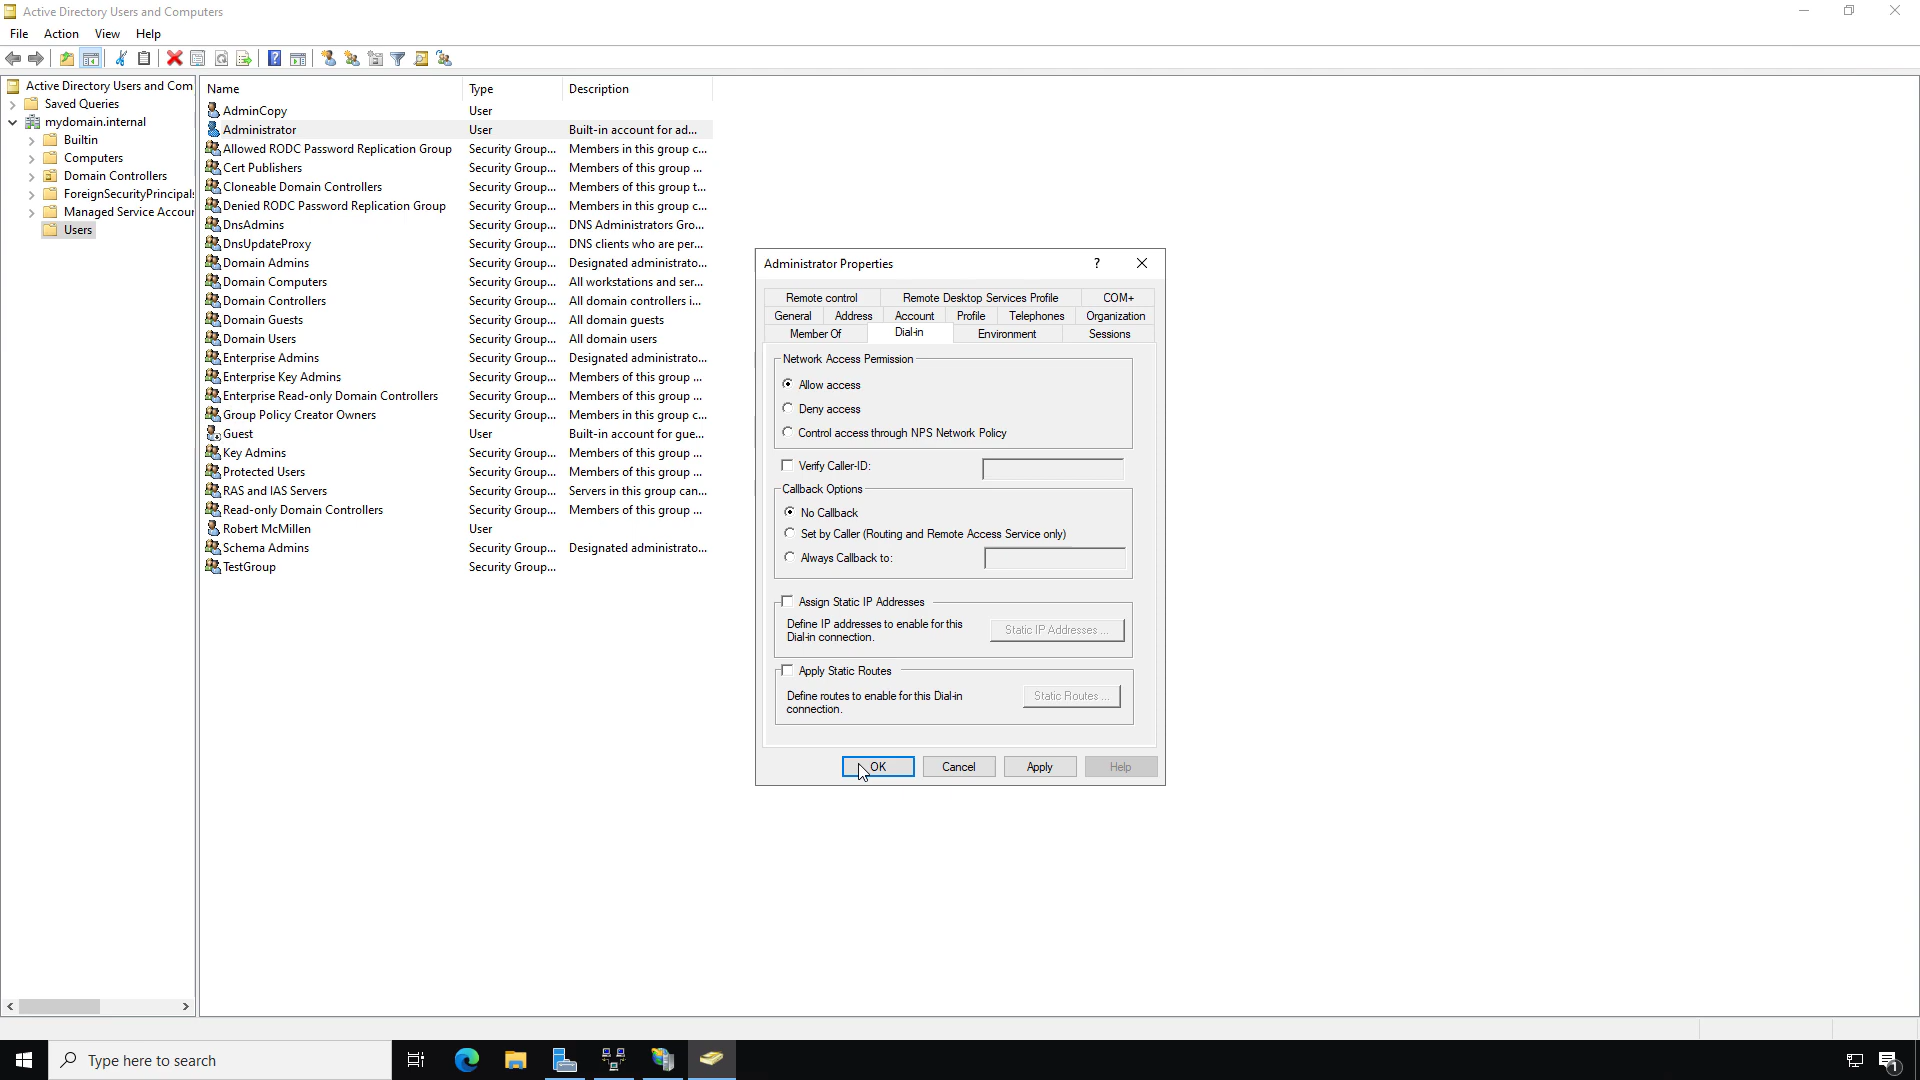 Active Directory Users and Computers
File Action View Help
Active Directory Users and Com
Saved Queries
mydomain.internal
Builtin
Computers
Domain Controllers
ForeignSecurityPrincipals
Managed Service Accour
Users
Name Type Description
AdminCopy User
Administrator User Built-in account for ad...
Allowed RODC Password Replication Group Security Group... Members in this group c...
Cert Publishers Security Group... Members of this group ...
Cloneable Domain Controllers Security Group... Members of this group t...
Denied RODC Password Replication Group Security Group... Members in this group c...
DnsAdmins Security Group... DNS Administrators Gro...
DnsUpdateProxy Security Group... DNS clients who are per...
Domain Admins Security Group... Designated administrato...
Domain Computers Security Group... All workstations and ser...
Domain Controllers Security Group... All domain controllers i...
Domain Guests Security Group... All domain guests
Domain Users Security Group... All domain users
Enterprise Admins Security Group... Designated administrato...
Enterprise Key Admins Security Group... Members of this group ...
Enterprise Read-only Domain Controllers Security Group... Members of this group ...
Group Policy Creator Owners Security Group... Members in this group c...
Guest User Built-in account for gue...
Key Admins Security Group... Members of this group ...
Protected Users Security Group... Members of this group ...
RAS and IAS Servers Security Group... Servers in this group can...
Read-only Domain Controllers Security Group... Members of this group ...
Robert McMillen User
Schema Admins Security Group... Designated administrato...
TestGroup Security Group...
Administrator Properties
Remote control Remote Desktop Services Profile COM+
General Address Account Profile Telephones Organization
Member Of Dial-in Environment Sessions
Network Access Permission
Allow access
Deny access
Control access through NPS Network Policy
Verify Caller-ID:
Callback Options
No Callback
Set by Caller (Routing and Remote Access Service only)
Always Callback to:
Assign Static IP Addresses
Define IP addresses to enable for this
Dial-in connection.
Static IP Addresses ...
Apply Static Routes
Define routes to enable for this Dial-in
connection.
Static Routes ...
OK Cancel Apply Help
Type here to search
1